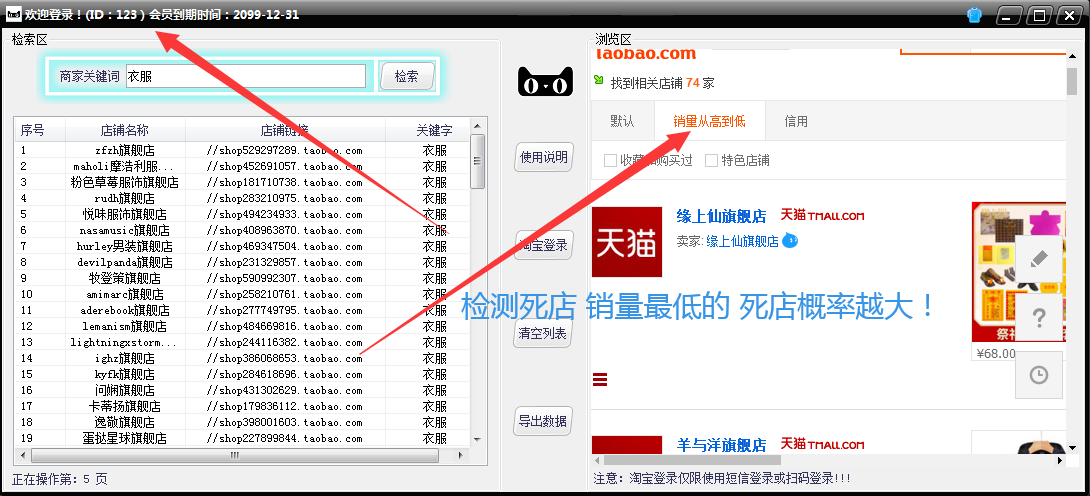 欢迎登录！(ID：123 ) 会员到期时间：2099-12-31
检索区
商家关键词
衣服
检索
序号 店铺名称 店铺链接 关键字
1 zfzh旗舰店 //shop529297289.taobao.com 衣服
2 maholi摩浩利服... //shop452691057.taobao.com 衣服
3 粉色草莓服饰旗舰店 //shop181710738.taobao.com 衣服
4 rudh旗舰店 //shop283210975.taobao.com 衣服
5 悦味服饰旗舰店 //shop494234933.taobao.com 衣服
6 nasamusic旗舰店 //shop408963870.taobao.com 衣服
7 hurley男装旗舰店 //shop469347504.taobao.com 衣服
8 devilpanda旗舰店 //shop231329857.taobao.com 衣服
9 牧登策旗舰店 //shop590992307.taobao.com 衣服
10 amimarc旗舰店 //shop258210761.taobao.com 衣服
11 aderebook旗舰店 //shop277749795.taobao.com 衣服
12 lemanism旗舰店 //shop484669816.taobao.com 衣服
13 lightningxstorm... //shop244116382.taobao.com 衣服
14 ighz旗舰店 //shop386068653.taobao.com 衣服
15 kyfk旗舰店 //shop284618696.taobao.com 衣服
16 问娴旗舰店 //shop431302629.taobao.com 衣服
17 卡蒂扬旗舰店 //shop179836112.taobao.com 衣服
18 逸敬旗舰店 //shop398001603.taobao.com 衣服
19 蛋挞星球旗舰店 //shop227899844.taobao.com 衣服
正在操作第：5 页
使用说明
淘宝登录
清空列表
导出数据
浏览区
taobao.com
找到相关店铺 74 家
默认 销量从高到低 信用
收藏 购买过 特色店铺
天猫
缘上仙旗舰店 天猫TMALL.COM
卖家: 缘上仙旗舰店
¥68.00
?
检测死店 销量最低的 死店概率越大！
羊与洋旗舰店 天猫TMALL.COM
注意：淘宝登录仅限使用短信登录或扫码登录!!!